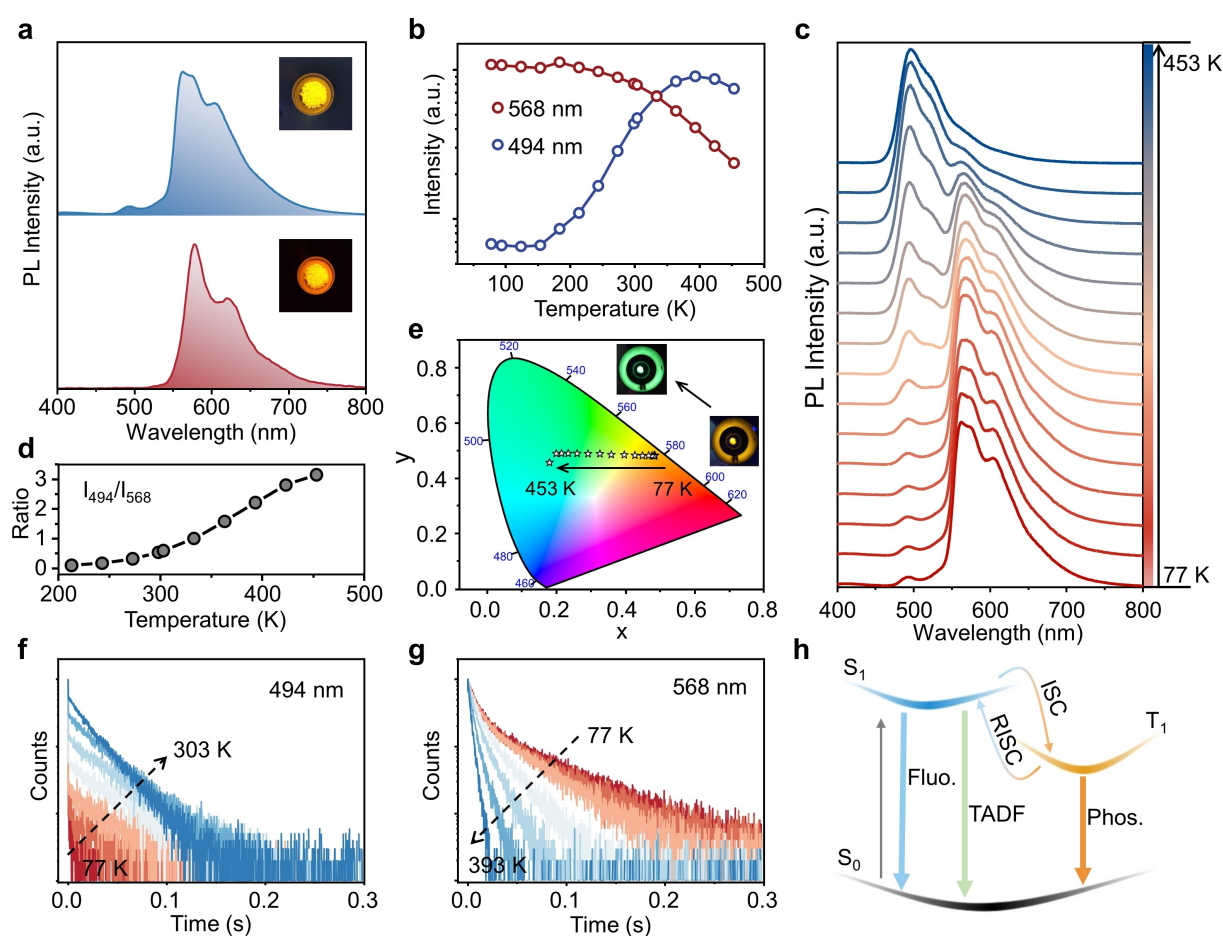 a
PL Intensity (a.u.)
400 500 600 700 800
Wavelength (nm)
b
Intensity (a.u.)
568 nm
494 nm
100 200 300 400 500
Temperature (K)
c
PL Intensity (a.u.)
453 K
77 K
400 500 600 700 800
Wavelength (nm)
d
Ratio
3
2
1
0
I494/I568
200 300 400 500
Temperature (K)
e
y
0.8
0.6
0.4
0.2
0.0
520
540
560
500
580
600
620
480
460
453 K
77 K
0.0 0.2 0.4 0.6 0.8
x
f
Counts
494 nm
303 K
77 K
0.0 0.1 0.2 0.3
Time (s)
g
Counts
568 nm
77 K
393 K
0.0 0.1 0.2 0.3
Time (s)
h
S1
ISC
RISC
T1
Fluo.
TADF
Phos.
S0